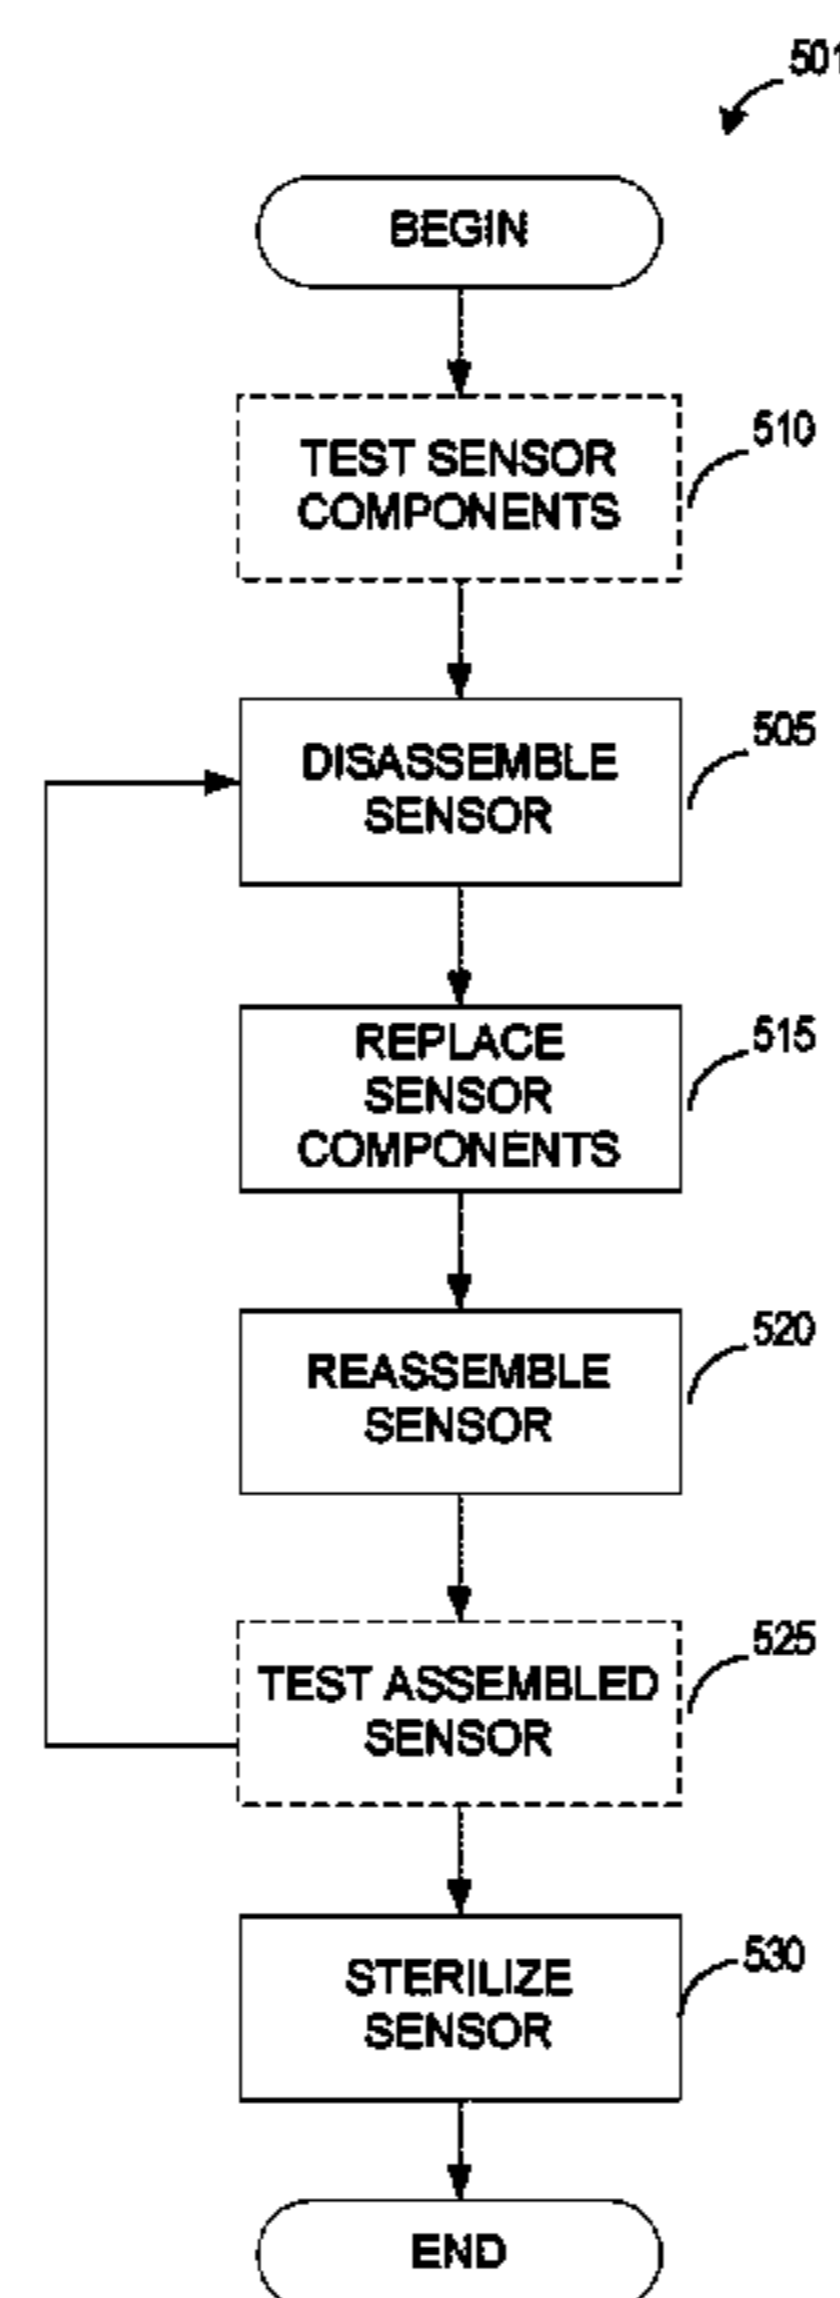 501
BEGIN
TEST SENSOR
COMPONENTS
510
DISASSEMBLE
SENSOR
505
REPLACE
SENSOR
COMPONENTS
515
REASSEMBLE
SENSOR
520
TEST ASSEMBLED
SENSOR
525
STERILIZE
SENSOR
530
END